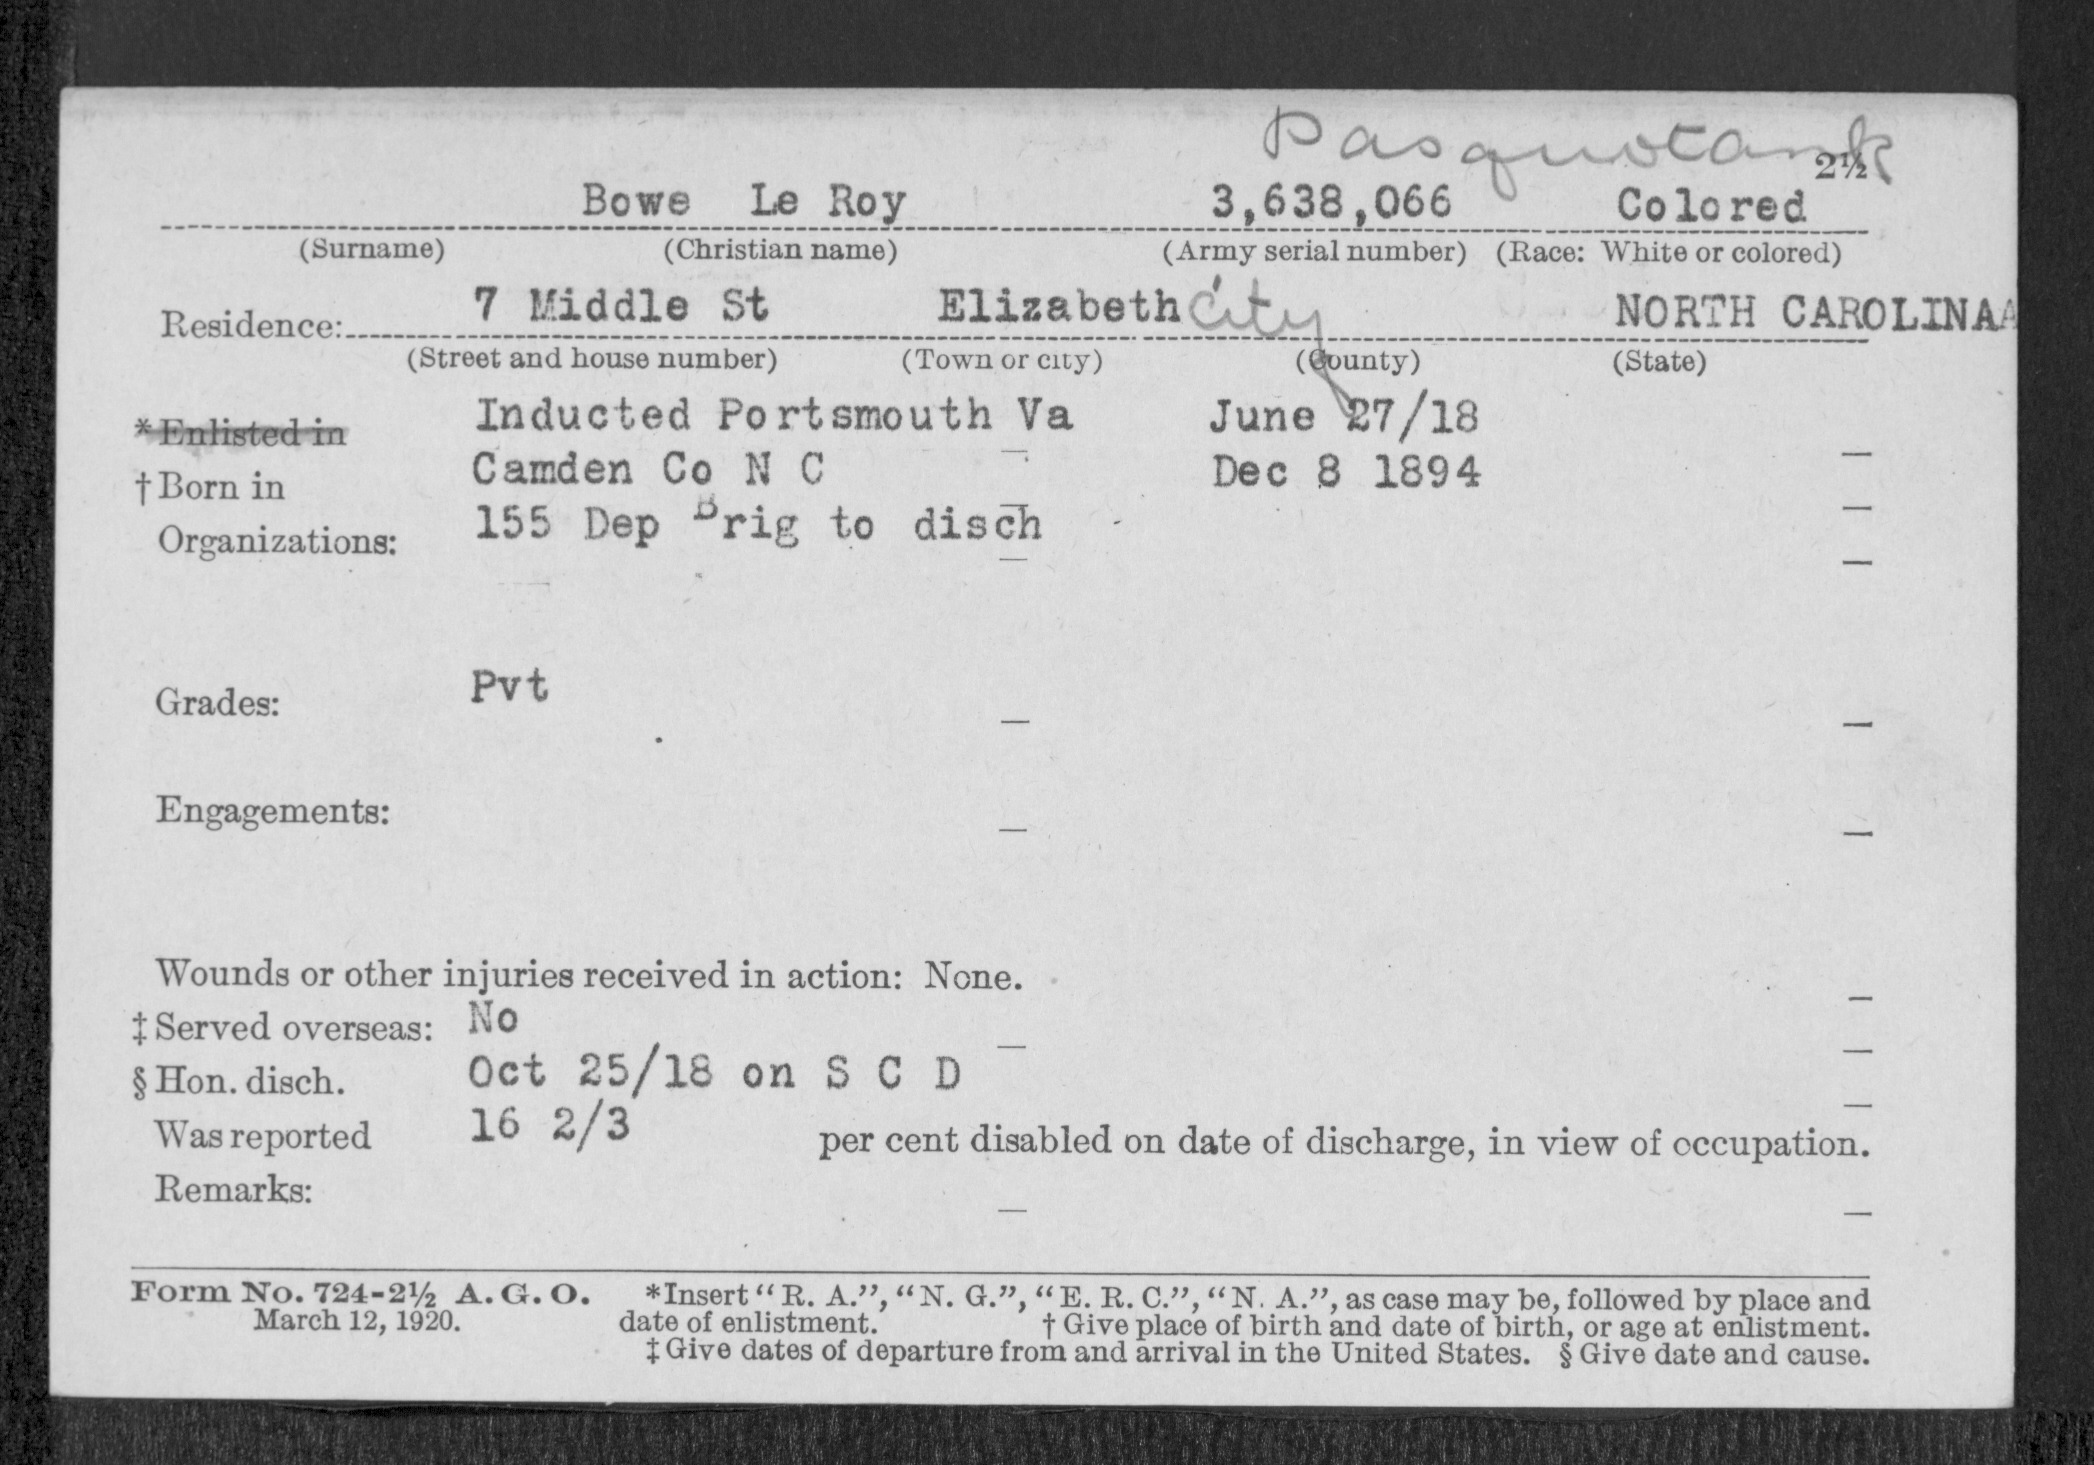 Pasquotank
2½
Bowe Le Roy 3,638,066 Colored
(Surname) (Christian name) (Army serial number) (Race: White or colored)
Residence: 7 Middle St Elizabeth City NORTH CAROLINAA
(Street and house number) (Town or city) (County) (State)
*Enlisted in Inducted Portsmouth Va June 27/18
†Born in Camden Co N C Dec 8 1894
Organizations: 155 Dep Brig to disch
Grades: Pvt
Engagements:
Wounds or other injuries received in action: None.
‡Served overseas: No
§Hon. disch. Oct 25/18 on S C D
Was reported 16 2/3 per cent disabled on date of discharge, in view of occupation.
Remarks:
Form No. 724-2½ A. G. O. *Insert "R. A.", "N. G.", "E. R. C.", "N. A.", as case may be, followed by place and
March 12, 1920. date of enlistment. †Give place of birth and date of birth, or age at enlistment.
‡Give dates of departure from and arrival in the United States. §Give date and cause.